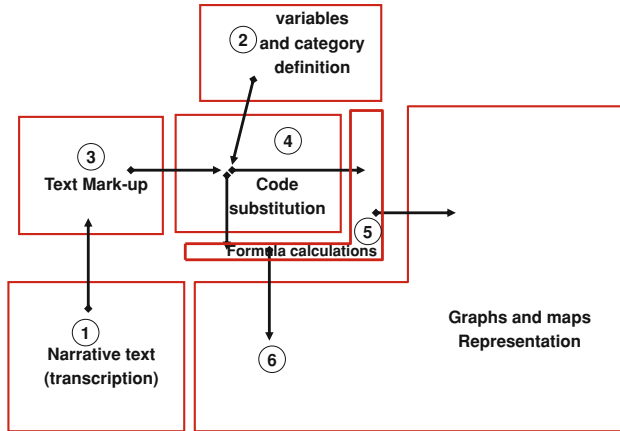 variables
2
and category
definition
3
4
Text Mark-up
Code
substitution
5
Formula calculations
1
Narrative text
(transcription)
6
Graphs and maps
Representation